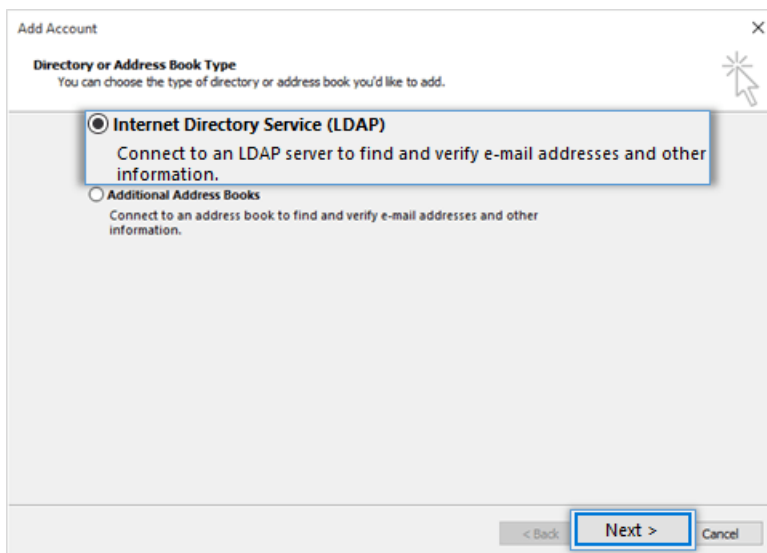 Add Account
Directory or Address Book Type
You can choose the type of directory or address book you'd like to add.
Internet Directory Service (LDAP)
Connect to an LDAP server to find and verify e-mail addresses and other
information.
Additional Address Books
Connect to an address book to find and verify e-mail addresses and other
information.
< Back Next > Cancel